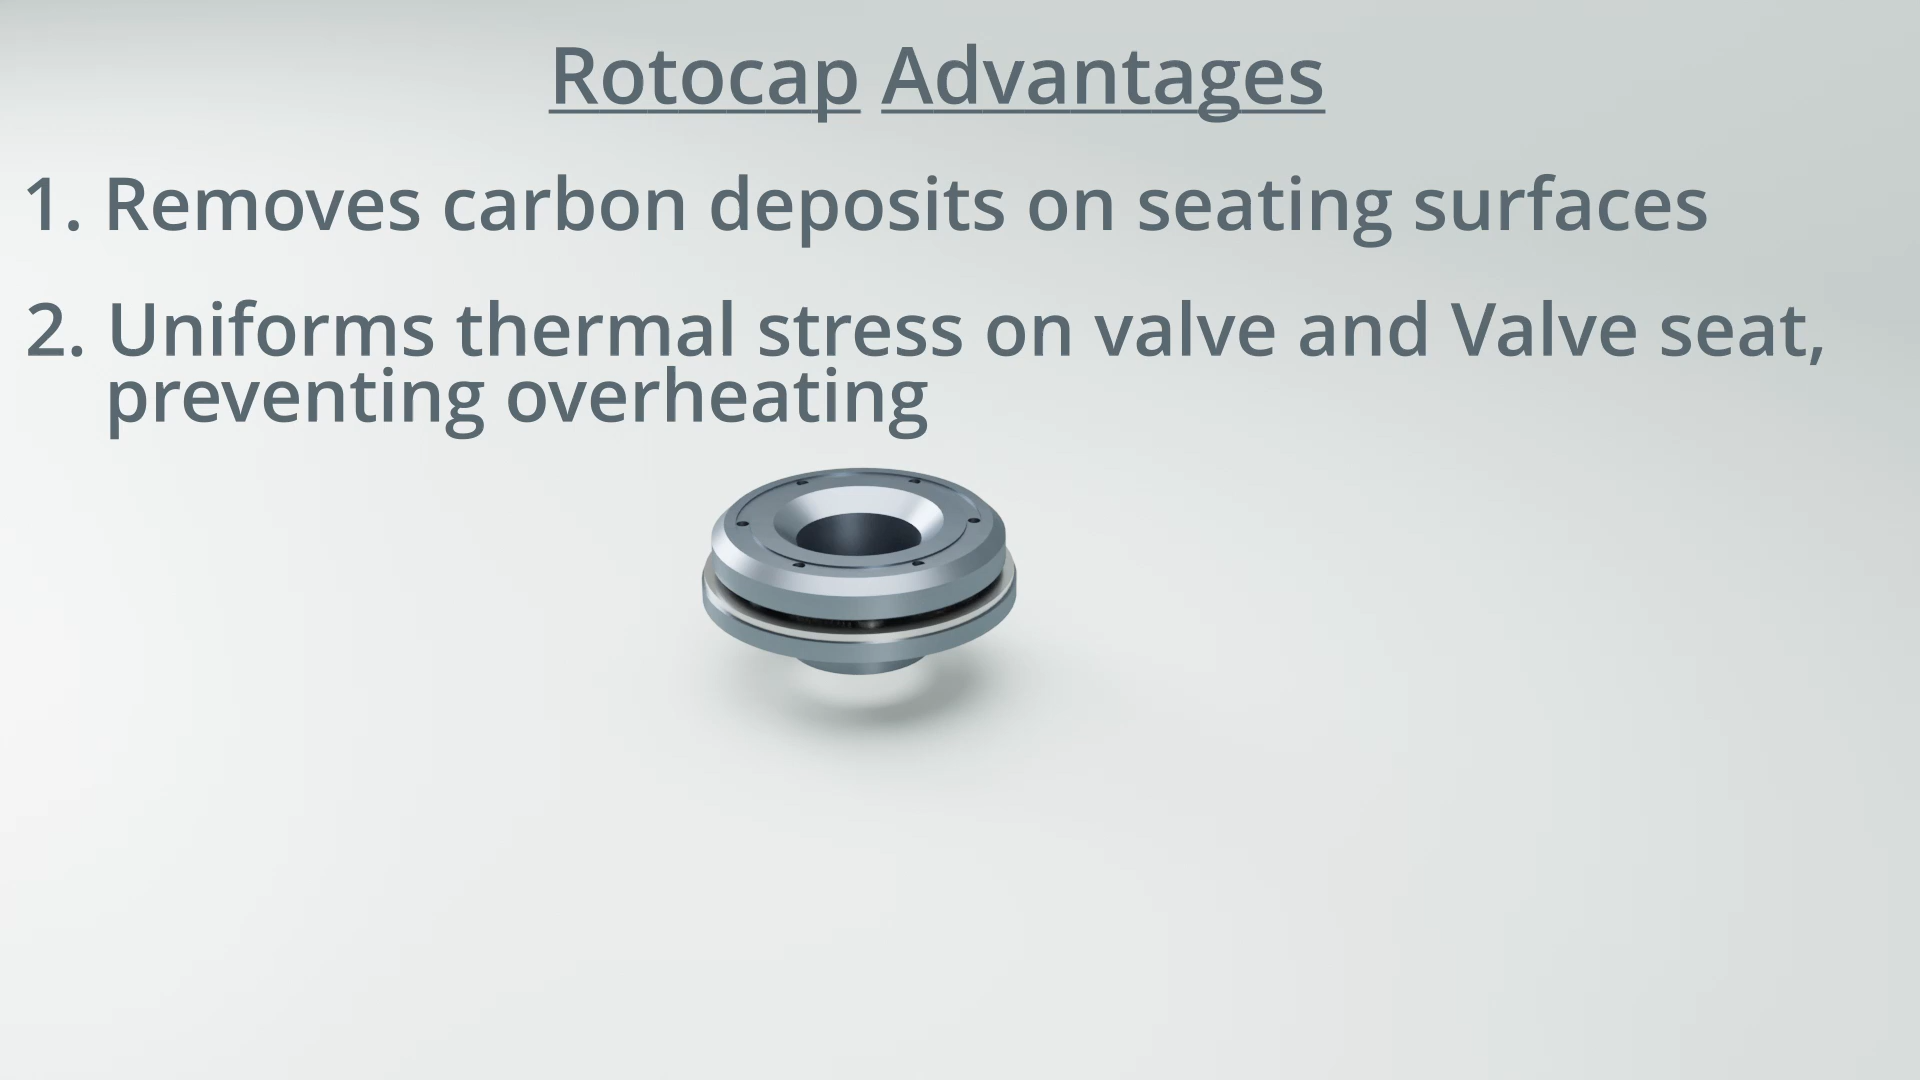 Rotocap Advantages
1. Removes carbon deposits on seating surfaces
2. Uniforms thermal stress on valve and Valve seat,
preventing overheating